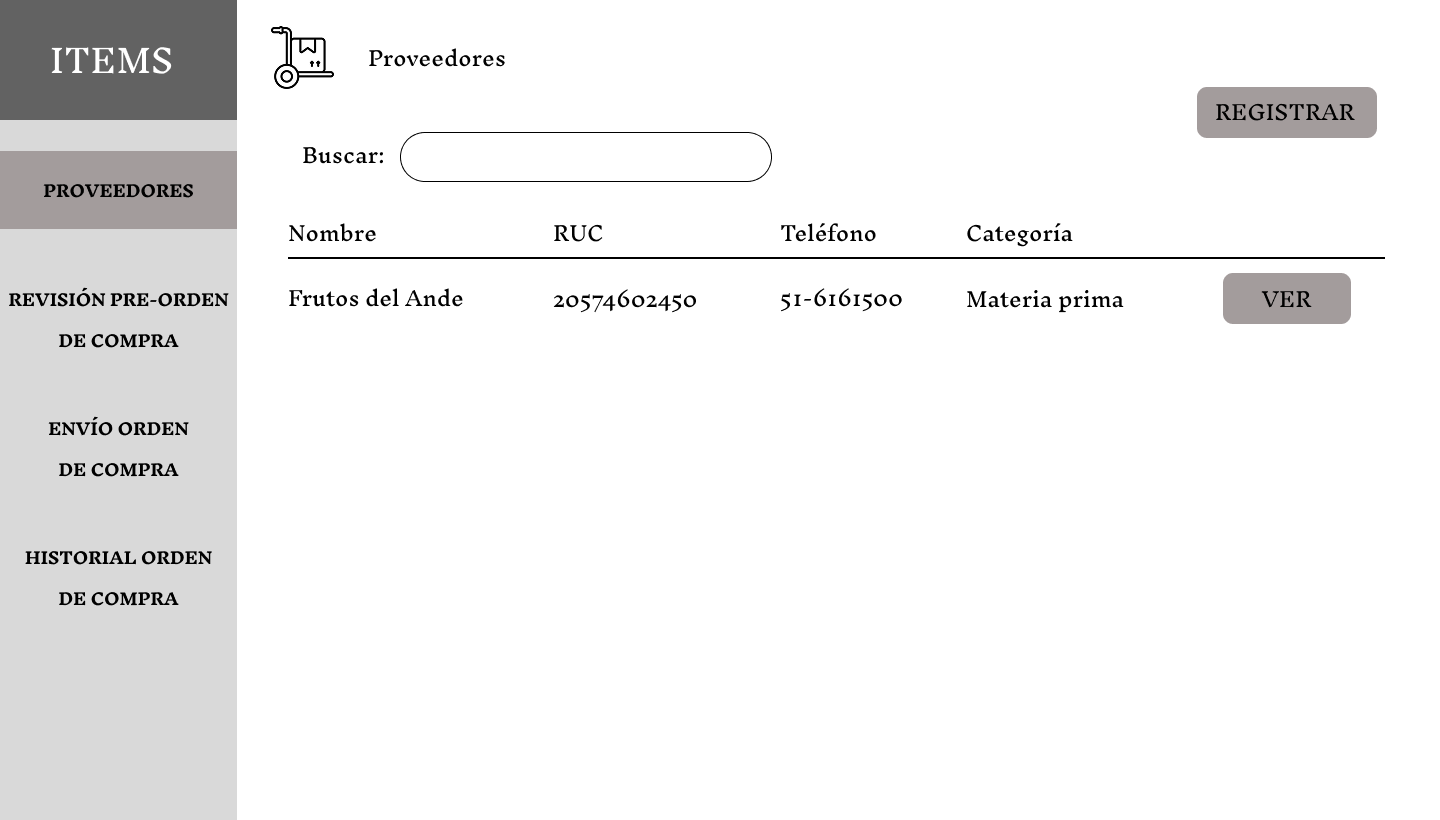 ITEMS
PROVEEDORES
REVISIÓN PRE-ORDEN
DE COMPRA
ENVÍO ORDEN
DE COMPRA
HISTORIAL ORDEN
DE COMPRA
Proveedores
REGISTRAR
Buscar:
Nombre RUC Teléfono Categoría
Frutos del Ande 20574602450 51-6161500 Materia prima VER